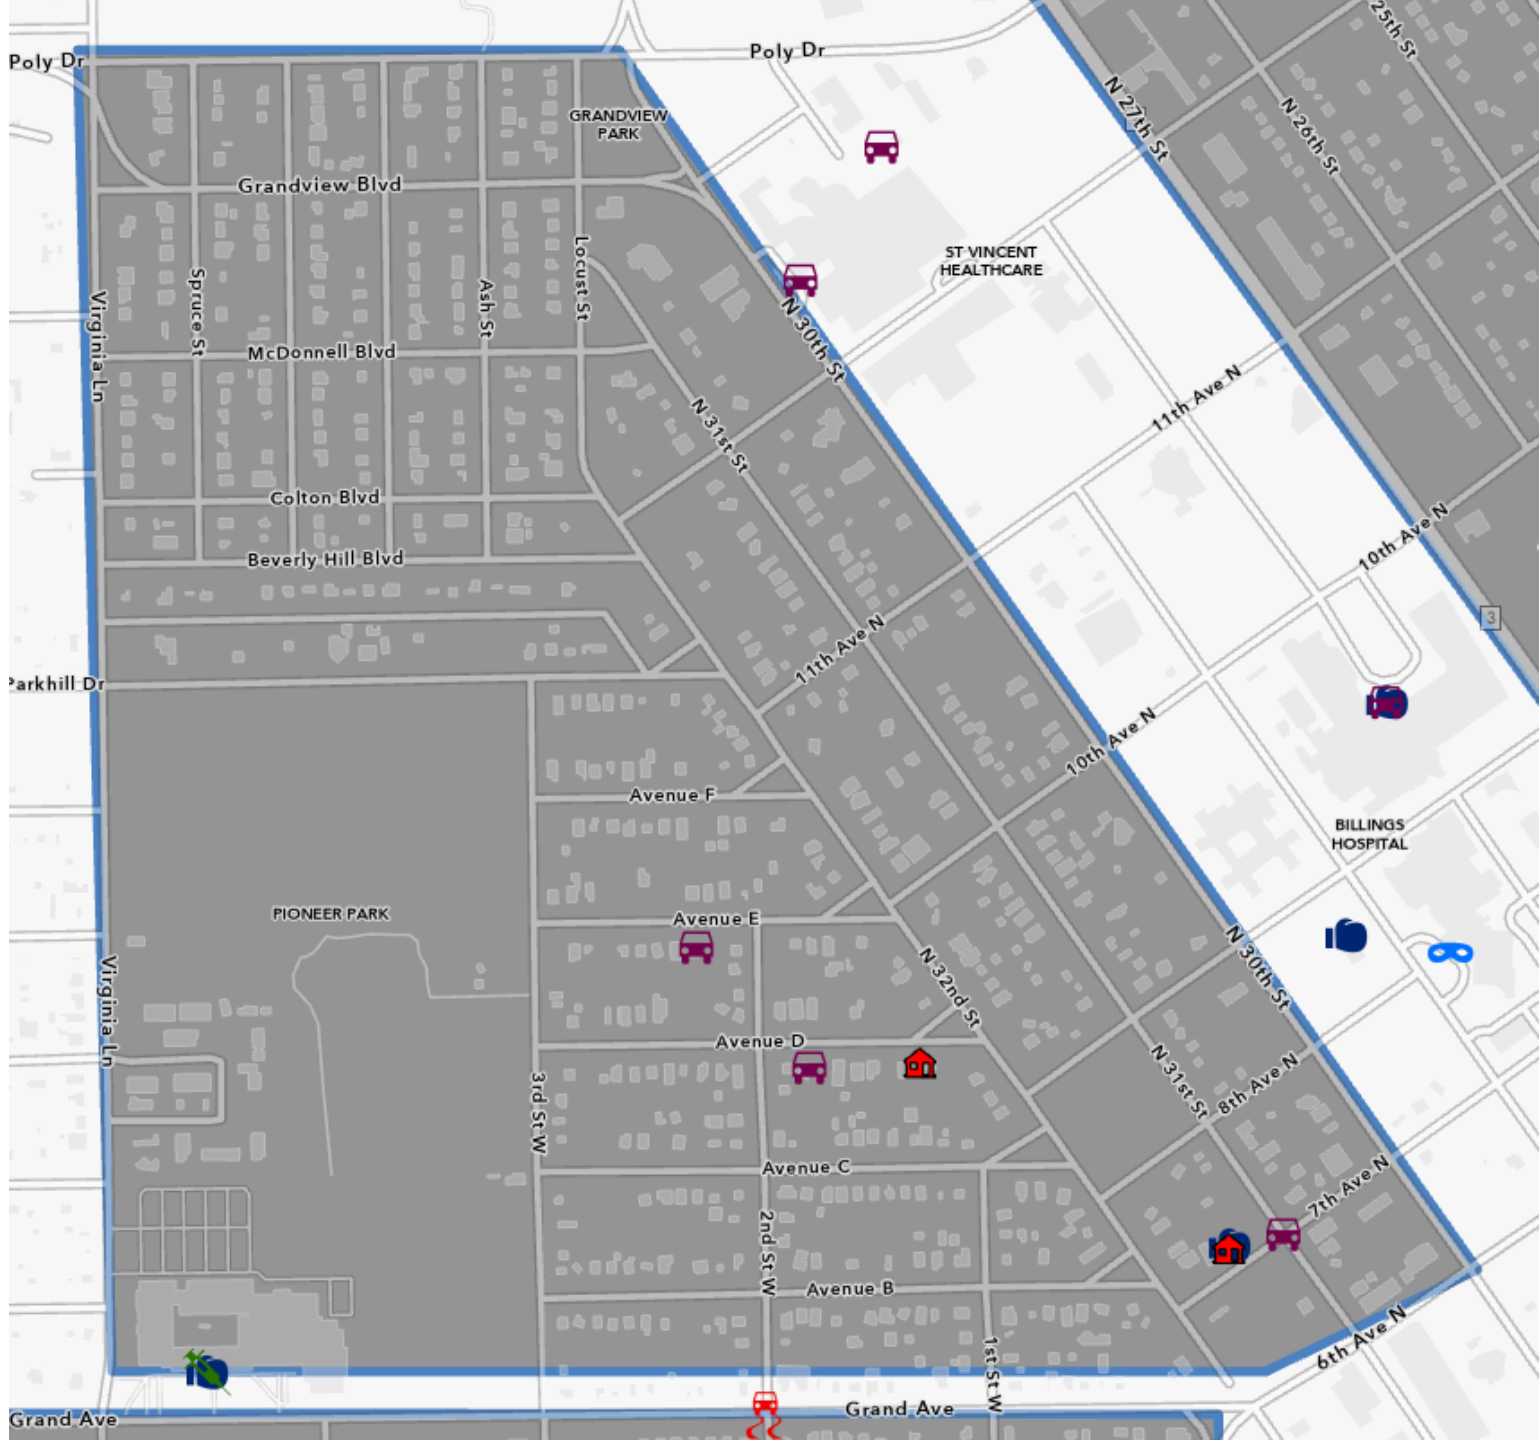 Poly Dr
Poly Dr
25th St
N 27th St
N 26th St
GRANDVIEW
PARK
Grandview Blvd
ST VINCENT
HEALTHCARE
Locust St
Spruce St
Ash St
Virginia Ln
N 30th St
McDonnell Blvd
11th Ave N
N 31st St
Colton Blvd
10th Ave N
Beverly Hill Blvd
3
11th Ave N
Parkhill Dr
10th Ave N
Avenue F
BILLINGS
HOSPITAL
PIONEER PARK
Avenue E
N 30th St
N 32nd St
Virginia Ln
Avenue D
N 31st St
8th Ave N
3rd St W
Avenue C
7th Ave N
2nd St W
Avenue B
6th Ave N
1st St W
Grand Ave
Grand Ave